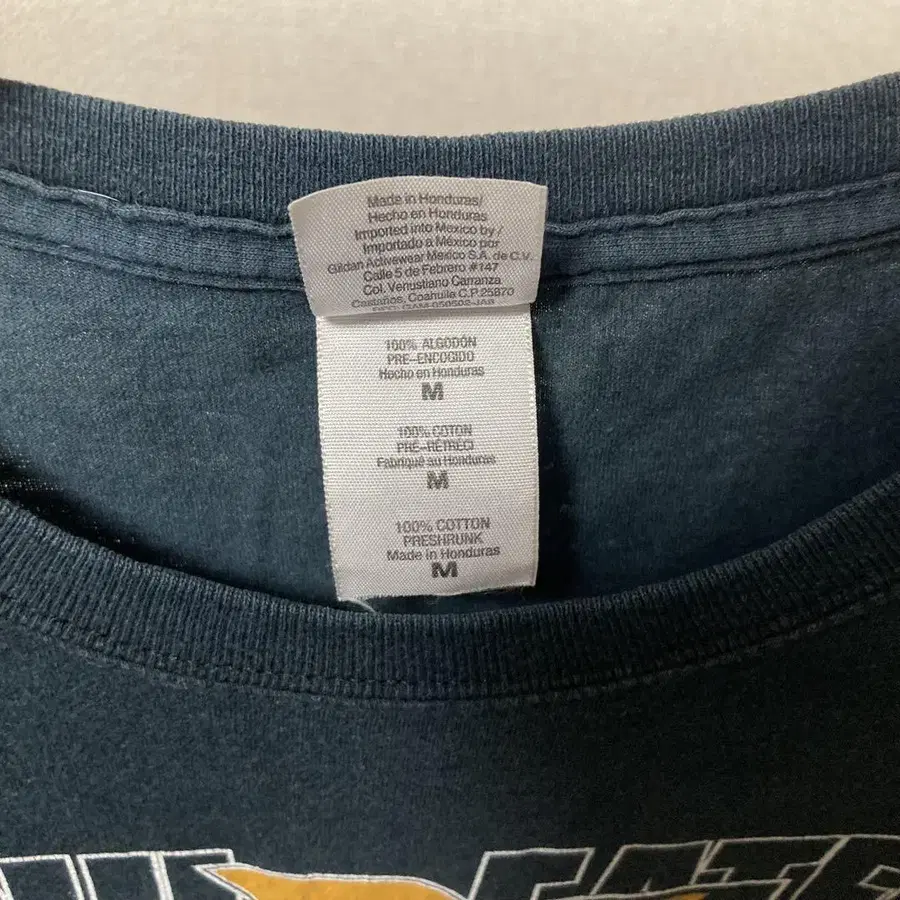 Made in Honduras/
Hecho en Honduras
Imported into Mexico by/
Importado a México por
Gildan Activewear Mexico S.A. de C.V.
Calle 5 de Febrero #147
Col. Venustiano Carranza
Castaños, Coahuila C.P.25870
100% ALGODÓN
PRE-ENCOGIDO
Hecho en Honduras
M
100% COTON
PRÉ-RÉTRÉCI
Fabriqué au Honduras
M
100% COTTON
PRESHRUNK
Made in Honduras
M